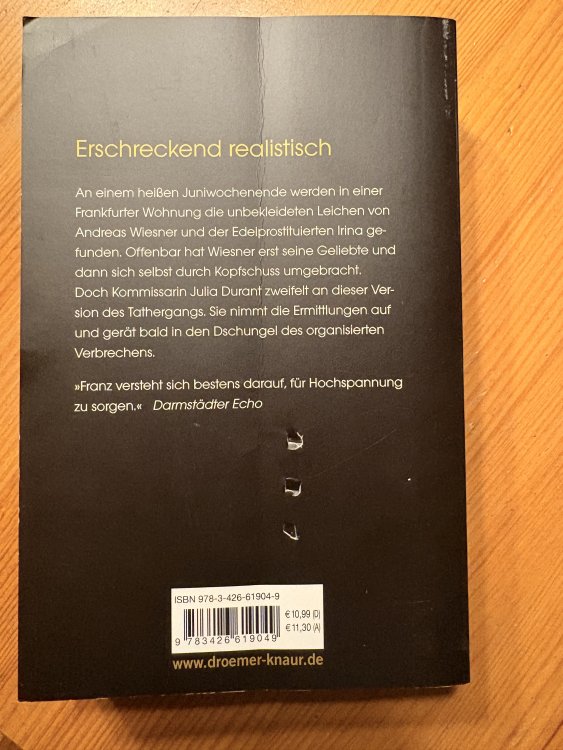 Erschreckend realistisch
An einem heißen Juniwochenende werden in einer
Frankfurter Wohnung die unbekleideten Leichen von
Andreas Wiesner und der Edelprostituierten Irina ge-
funden. Offenbar hat Wiesner erst seine Geliebte und
dann sich selbst durch Kopfschuss umgebracht.
Doch Kommissarin Julia Durant zweifelt an dieser Ver-
sion des Tathergangs. Sie nimmt die Ermittlungen auf
und gerät bald in den Dschungel des organisierten
Verbrechens.
»Franz versteht sich bestens darauf, für Hochspannung
zu sorgen.« Darmstädter Echo
ISBN 978-3-426-61904-9
€ 10,99 (D)
€ 11,30 (A)
9 783426 619049
www.droemer-knaur.de